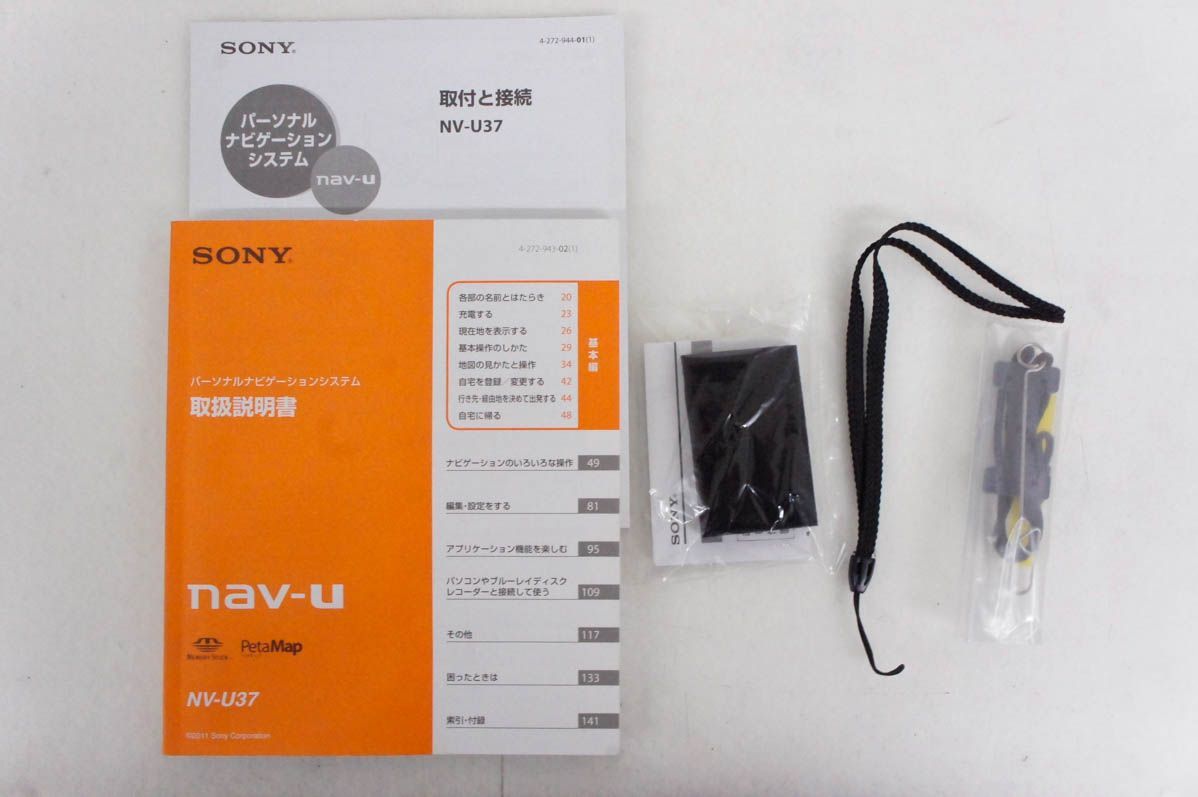 SONY
4-272-944-01(1)
取付と接続
NV-U37
パーソナル
ナビゲーション
システム
nav-u
SONY
4-272-943-02(1)
各部の名前とはたらき 20
充電する 23
現在地を表示する 26
基本操作のしかた 29
地図の見かたと操作 34
自宅を登録/変更する 42
行き先・経由地を決めて出発する 44
自宅に帰る 48
基本編
パーソナルナビゲーションシステム
取扱説明書
ナビゲーションのいろいろな操作 49
編集・設定をする 81
アプリケーション機能を楽しむ 95
パソコンやブルーレイディスク
レコーダーと接続して使う 109
その他 117
困ったときは 133
索引・付録 141
nav-u
MEMORY STICK
PetaMap
NV-U37
©2011 Sony Corporation
SONY